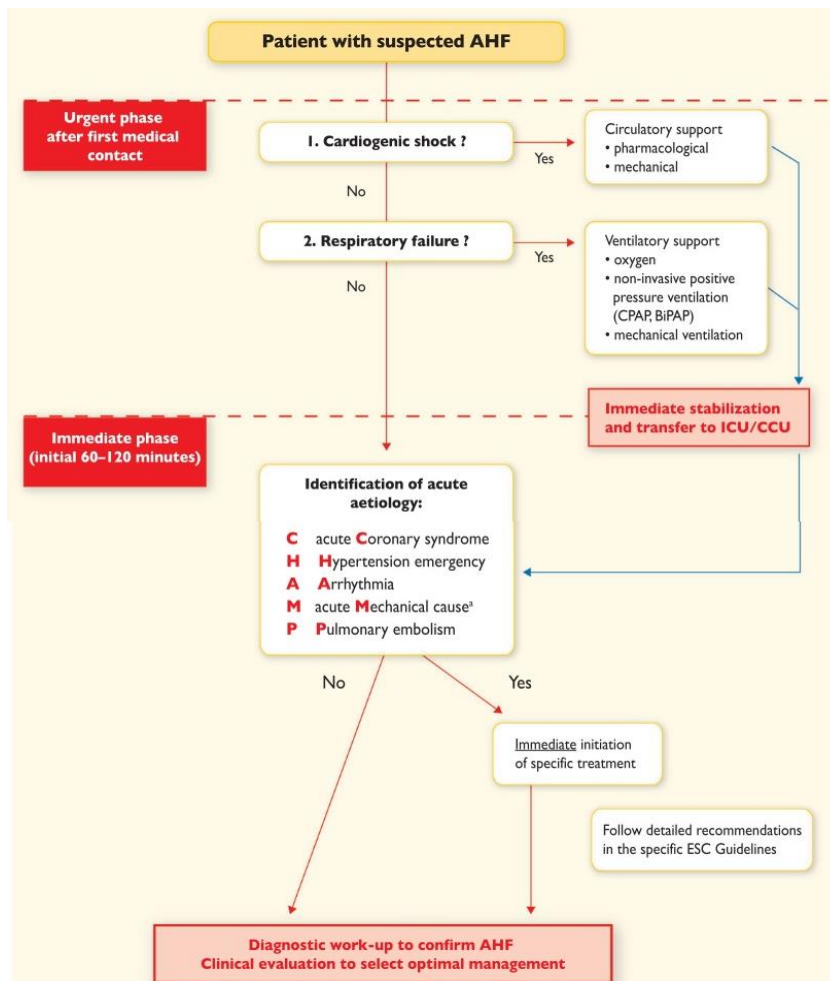 Patient with suspected AHF
Urgent phase
after first medical
contact
1. Cardiogenic shock ?
Yes
Circulatory support
• pharmacological
• mechanical
No
2. Respiratory failure ?
Yes
Ventilatory support
• oxygen
• non-invasive positive
pressure ventilation
(CPAP, BiPAP)
• mechanical ventilation
No
Immediate stabilization
and transfer to ICU/CCU
Immediate phase
(initial 60–120 minutes)
Identification of acute
aetiology:
C acute Coronary syndrome
H Hypertension emergency
A Arrhythmia
M acute Mechanical causeᵃ
P Pulmonary embolism
No
Yes
Immediate initiation
of specific treatment
Follow detailed recommendations
in the specific ESC Guidelines
Diagnostic work-up to confirm AHF
Clinical evaluation to select optimal management